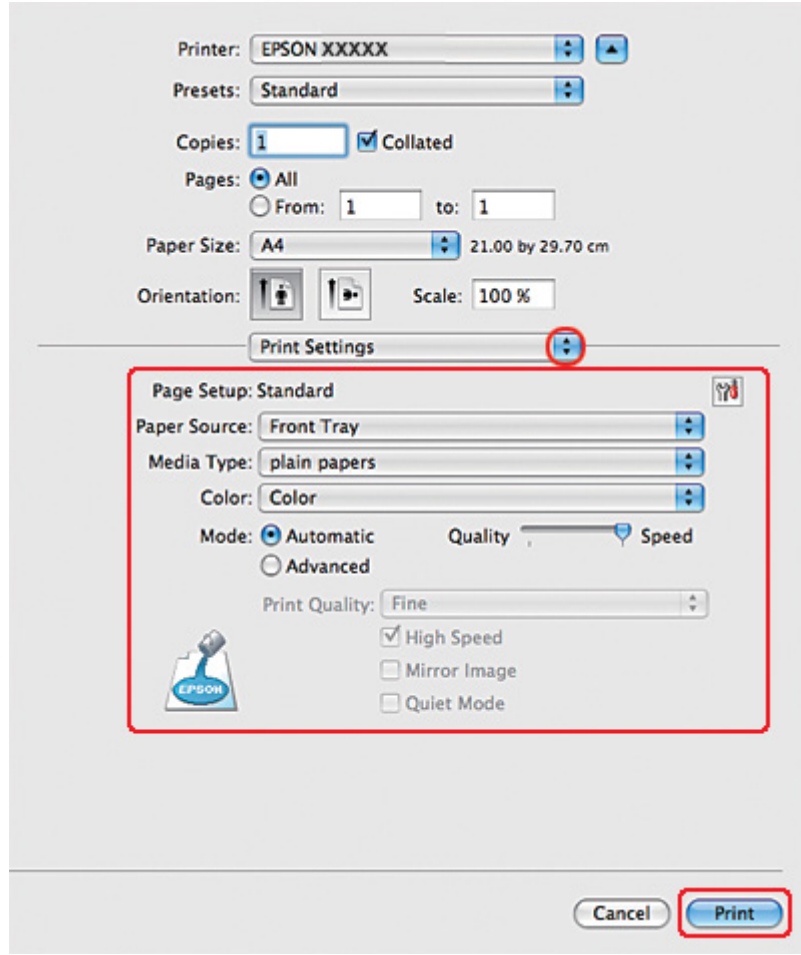 Printer: EPSON XXXXX
Presets: Standard
Copies: 1 Collated
Pages: All
From: 1 to: 1
Paper Size: A4 21.00 by 29.70 cm
Orientation: Scale: 100 %
Print Settings
Page Setup: Standard
Paper Source: Front Tray
Media Type: plain papers
Color: Color
Mode: Automatic Quality Speed
Advanced
Print Quality: Fine
High Speed
Mirror Image
EPSON
Quiet Mode
Cancel Print